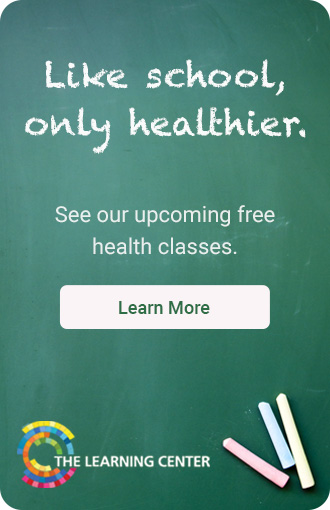 Like school,
only healthier.
See our upcoming free
health classes.
Learn More
THE LEARNING CENTER